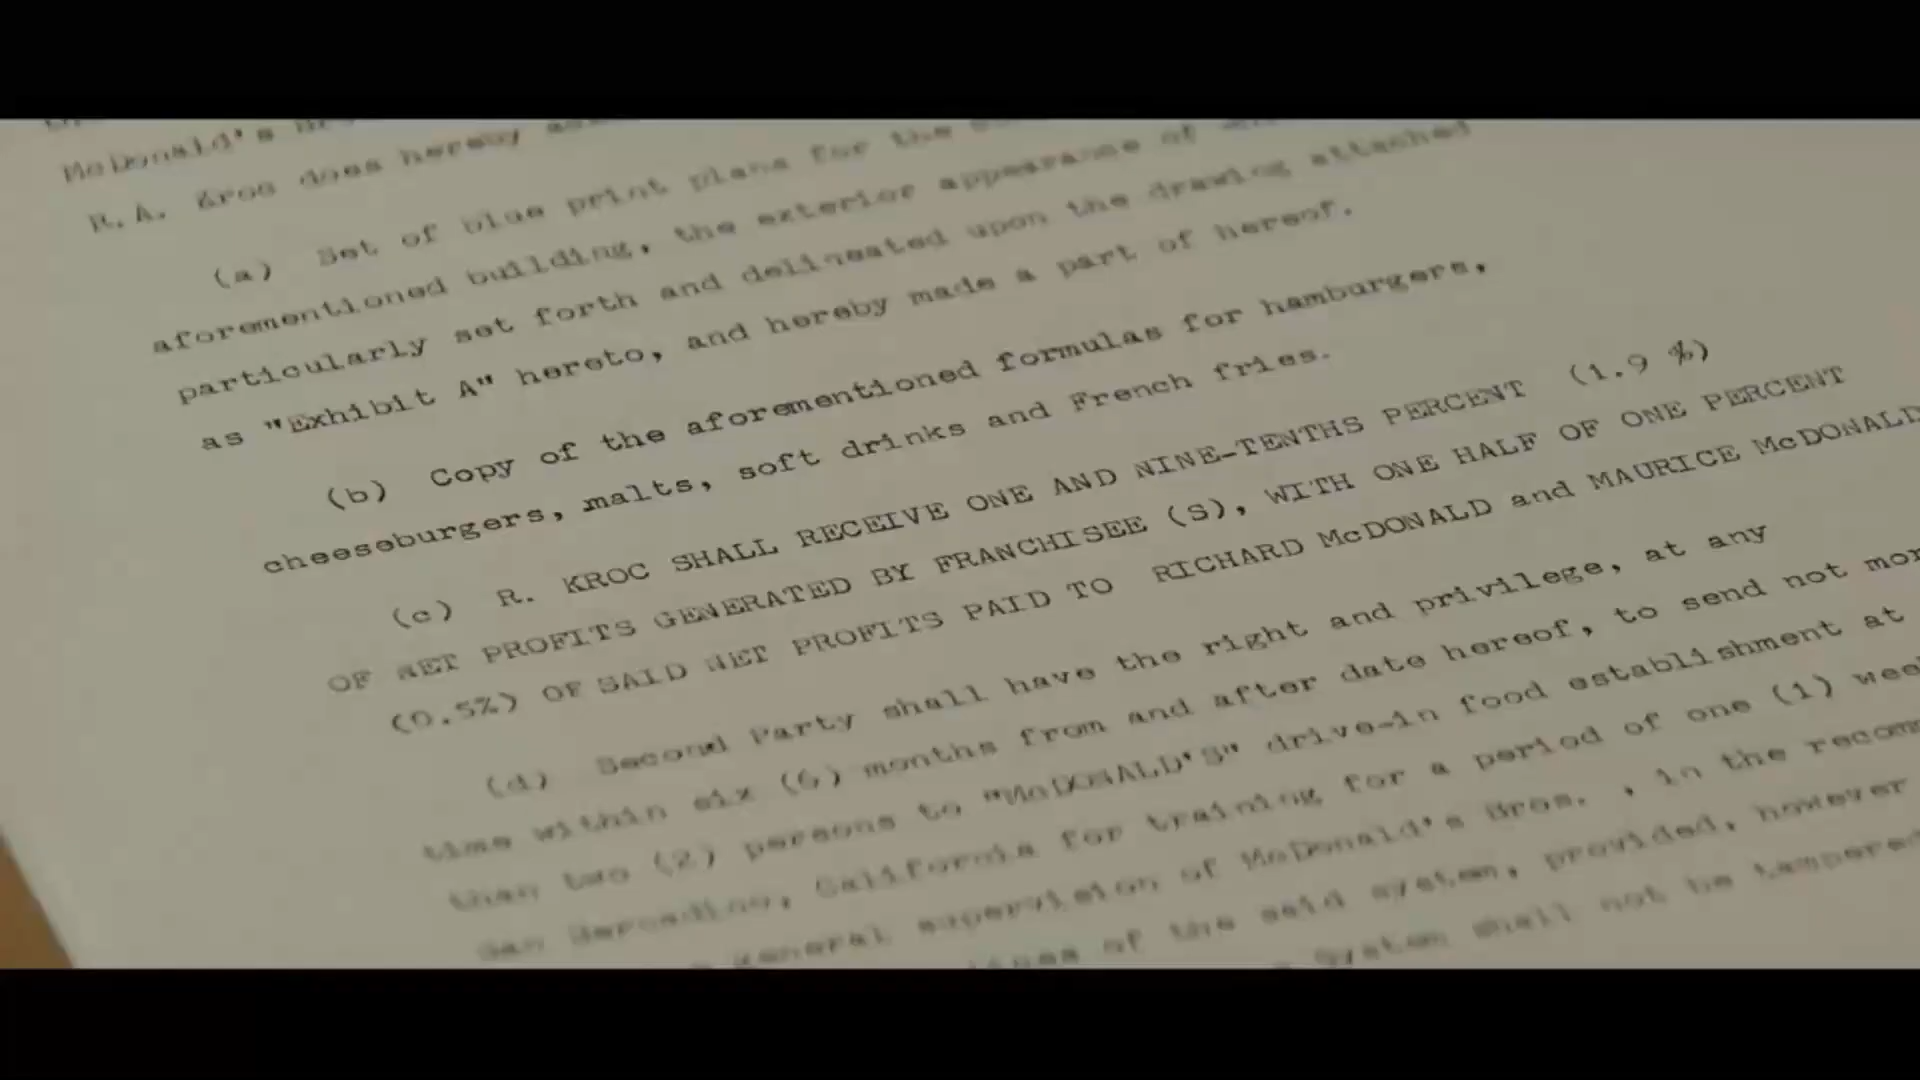 McDonald's
R.A. Kroc does hereby
(a) Set of blue print plans for the
aforementioned building, the exterior appearance of
particularly set forth and delineated upon the drawing attached
as "Exhibit A" hereto, and hereby made a part of hereof.
(b) Copy of the aforementioned formulas for hamburgers,
cheeseburgers, malts, soft drinks and French fries.
(c) R. KROC SHALL RECEIVE ONE AND NINE-TENTHS PERCENT (1.9 %)
OF NET PROFITS GENERATED BY FRANCHISEE (S), WITH ONE HALF OF ONE PERCENT
(0.5%) OF SAID NET PROFITS PAID TO RICHARD McDONALD and MAURICE McDONALD
(d) Second Party shall have the right and privilege, at any
time within six (6) months from and after date hereof, to send not mor
than two (2) persons to "McDONALD'S" drive-in food establishment at
San Bernadino, California for training for a period of one (1) wee
general supervision of McDonald's Bros. , in the recom
of the said system, provided, however
System shall not be tampered